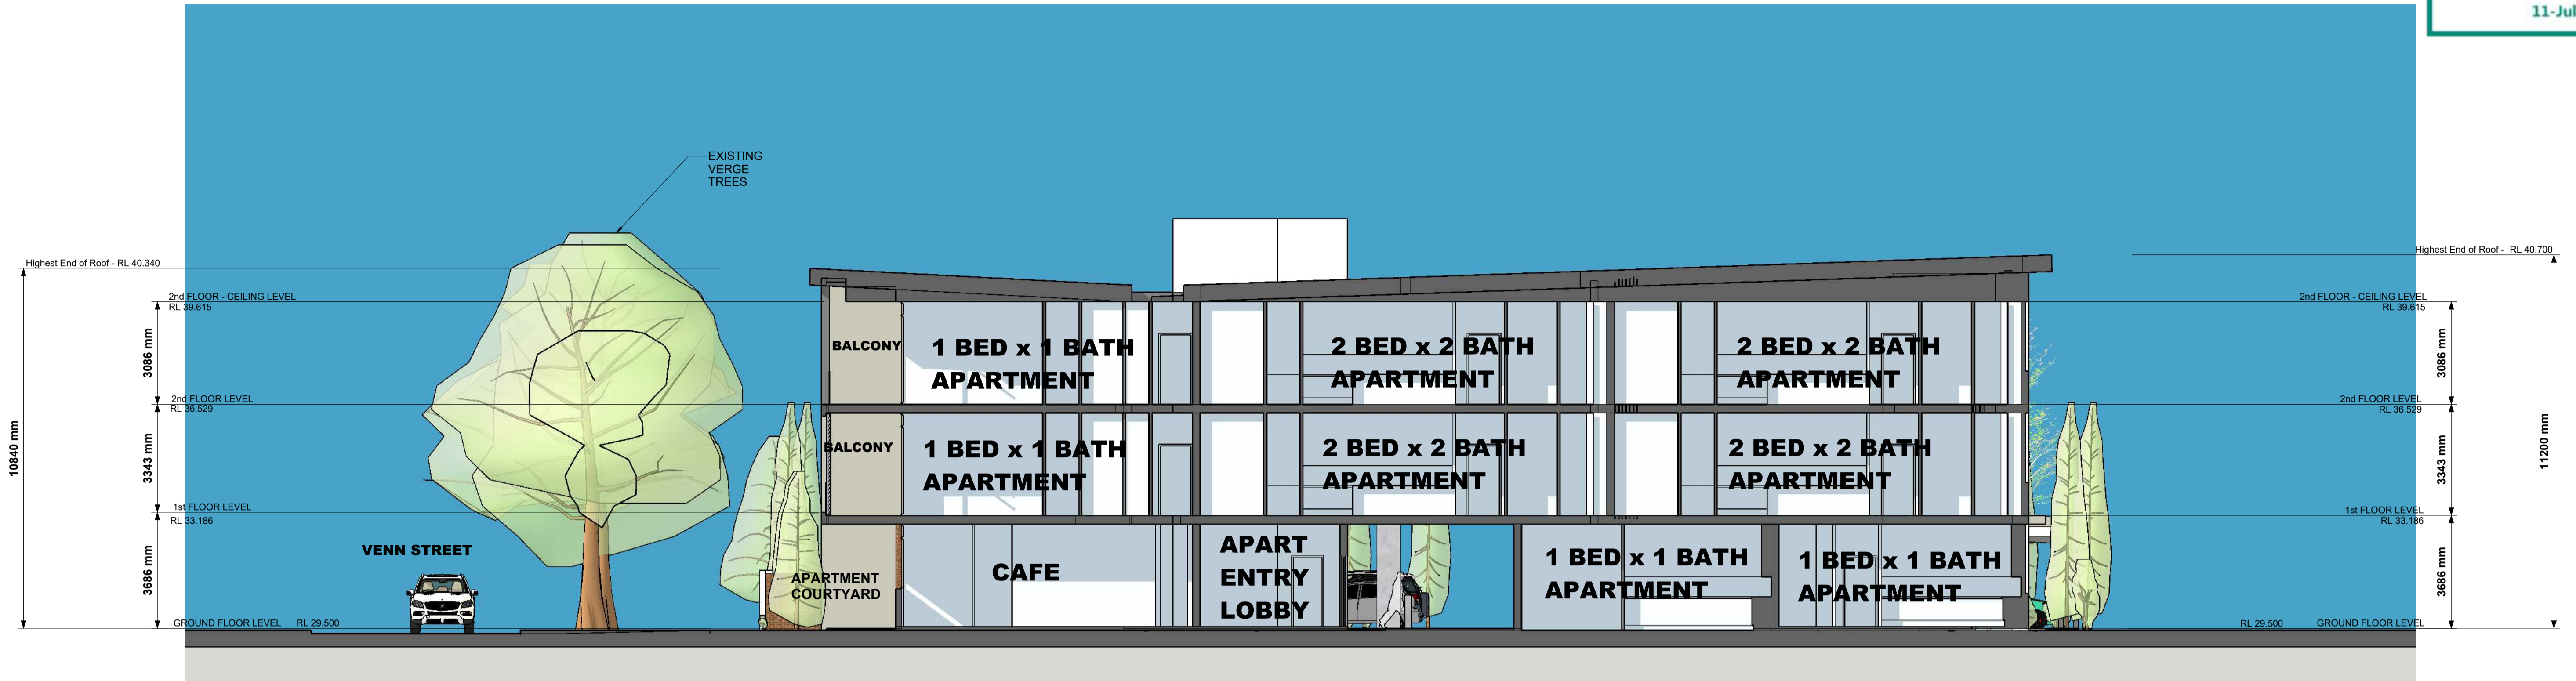 11-Jul
EXISTING
VERGE
TREES
Highest End of Roof - RL 40.340
Highest End of Roof - RL 40.700
2nd FLOOR - CEILING LEVEL
RL 39.615
2nd FLOOR - CEILING LEVEL
RL 39.615
3086 mm
BALCONY
1 BED x 1 BATH
APARTMENT
2 BED x 2 BATH
APARTMENT
2 BED x 2 BATH
APARTMENT
3086 mm
2nd FLOOR LEVEL
RL 36.529
2nd FLOOR LEVEL
RL 36.529
10840 mm
3343 mm
BALCONY
1 BED x 1 BATH
APARTMENT
2 BED x 2 BATH
APARTMENT
2 BED x 2 BATH
APARTMENT
3343 mm
11200 mm
1st FLOOR LEVEL
RL 33.186
1st FLOOR LEVEL
RL 33.186
3686 mm
VENN STREET
APARTMENT
COURTYARD
CAFE
APART
ENTRY
LOBBY
1 BED x 1 BATH
APARTMENT
1 BED x 1 BATH
APARTMENT
3686 mm
GROUND FLOOR LEVEL RL 29.500
RL 29.500 GROUND FLOOR LEVEL